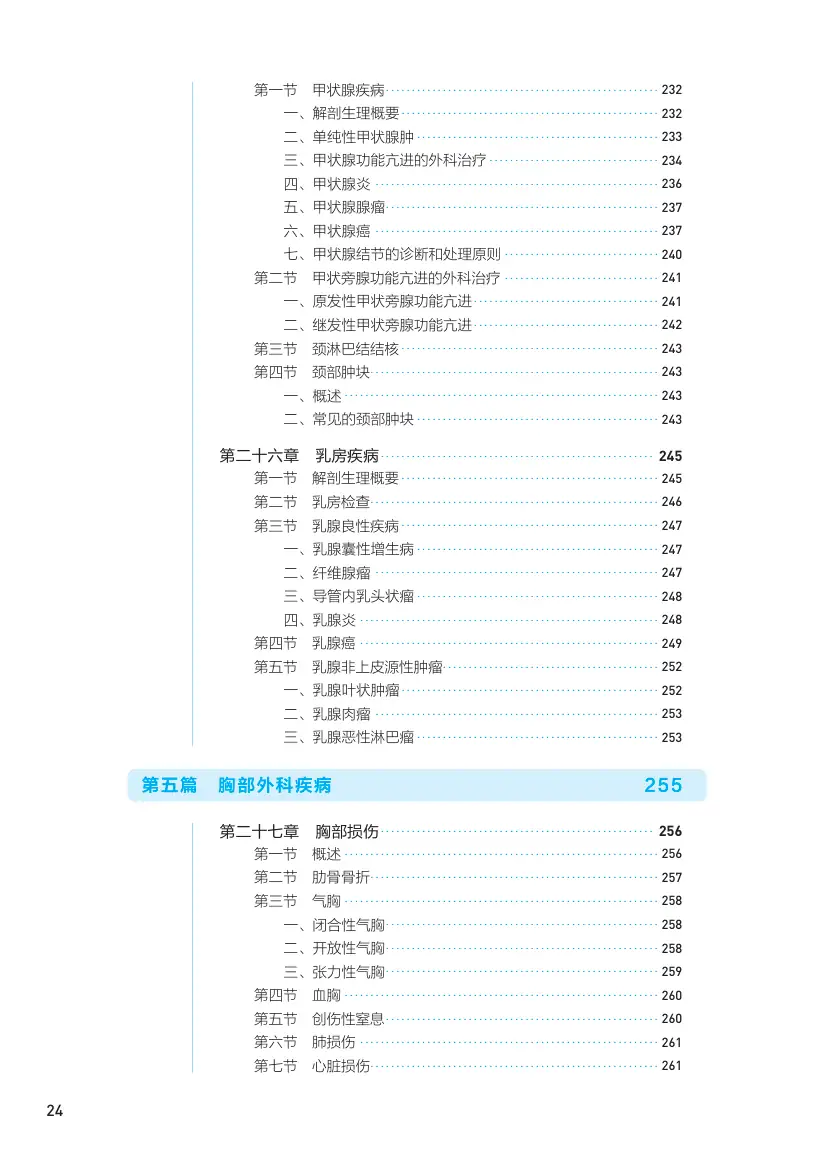 第一节 甲状腺疾病 232
一、解剖生理概要 232
二、单纯性甲状腺肿 233
三、甲状腺功能亢进的外科治疗 234
四、甲状腺炎 236
五、甲状腺腺瘤 237
六、甲状腺癌 237
七、甲状腺结节的诊断和处理原则 240
第二节 甲状旁腺功能亢进的外科治疗 241
一、原发性甲状旁腺功能亢进 241
二、继发性甲状旁腺功能亢进 242
第三节 颈淋巴结结核 243
第四节 颈部肿块 243
一、概述 243
二、常见的颈部肿块 243
第二十六章 乳房疾病 245
第一节 解剖生理概要 245
第二节 乳房检查 246
第三节 乳腺良性疾病 247
一、乳腺囊性增生病 247
二、纤维腺瘤 247
三、导管内乳头状瘤 248
四、乳腺炎 248
第四节 乳腺癌 249
第五节 乳腺非上皮源性肿瘤 252
一、乳腺叶状肿瘤 252
二、乳腺肉瘤 253
三、乳腺恶性淋巴瘤 253
第五篇 胸部外科疾病 255
第二十七章 胸部损伤 256
第一节 概述 256
第二节 肋骨骨折 257
第三节 气胸 258
一、闭合性气胸 258
二、开放性气胸 258
三、张力性气胸 259
第四节 血胸 260
第五节 创伤性窒息 260
第六节 肺损伤 261
第七节 心脏损伤 261
24